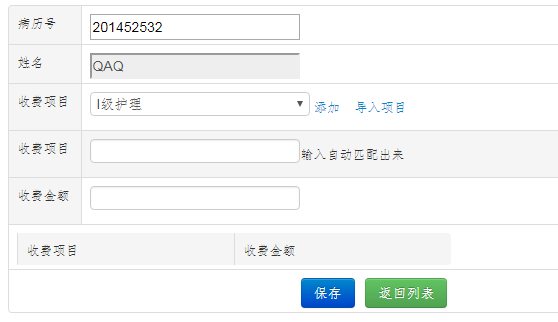 病历号 201452532
姓名 QAQ
收费项目 I级护理 添加 导入项目
收费项目 输入自动匹配出来
收费金额
收费项目 收费金额
保存 返回列表